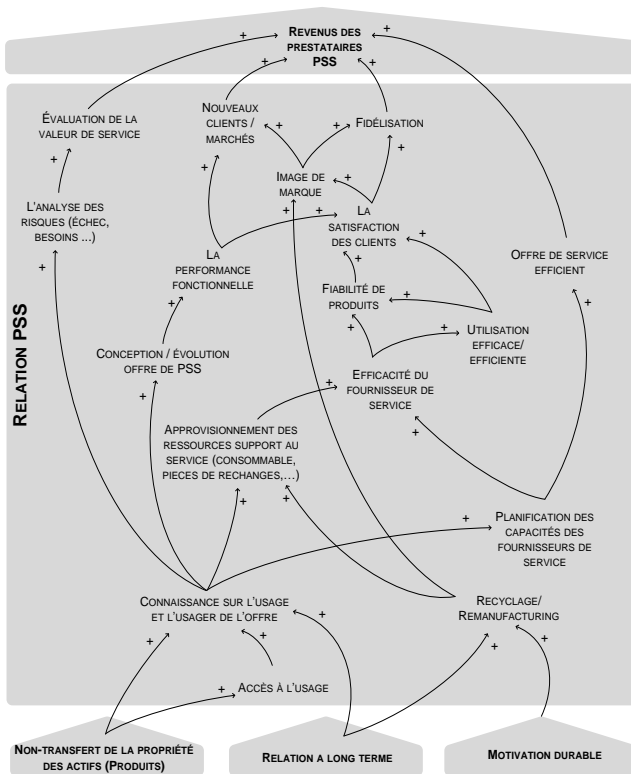 REVENUS DES
PRESTATAIRES
PSS
+
+
+
+
NOUVEAUX
CLIENTS /
MARCHÉS
ÉVALUATION DE LA
VALEUR DE SERVICE
FIDÉLISATION
+
+
+
+
+
IMAGE DE
MARQUE
+
L'ANALYSE DES
RISQUES (ÉCHEC,
BESOINS ...)
+
+
LA
SATISFACTION
DES CLIENTS
+
+
LA
PERFORMANCE
FONCTIONNELLE
OFFRE DE SERVICE
EFFICIENT
+
FIABILITÉ DE
PRODUITS
+
+
+
+
+
UTILISATION
EFFICACE/
EFFICIENTE
CONCEPTION / ÉVOLUTION
OFFRE DE PSS
+
EFFICACITÉ DU
FOURNISSEUR DE
SERVICE
+
+
RELATION PSS
APPROVISIONNEMENT DES
RESSOURCES SUPPORT AU
SERVICE (CONSOMMABLE,
PIECES DE RECHANGES,...)
+
+
+
PLANIFICATION DES
CAPACITÉS DES
FOURNISSEURS DE
SERVICE
CONNAISSANCE SUR L'USAGE
ET L'USAGER DE L'OFFRE
RECYCLAGE/
REMANUFACTURING
+
+
+
+
+
+
ACCÈS À L'USAGE
NON-TRANSFERT DE LA PROPRIÉTÉ
DES ACTIFS (PRODUITS)
RELATION A LONG TERME
MOTIVATION DURABLE